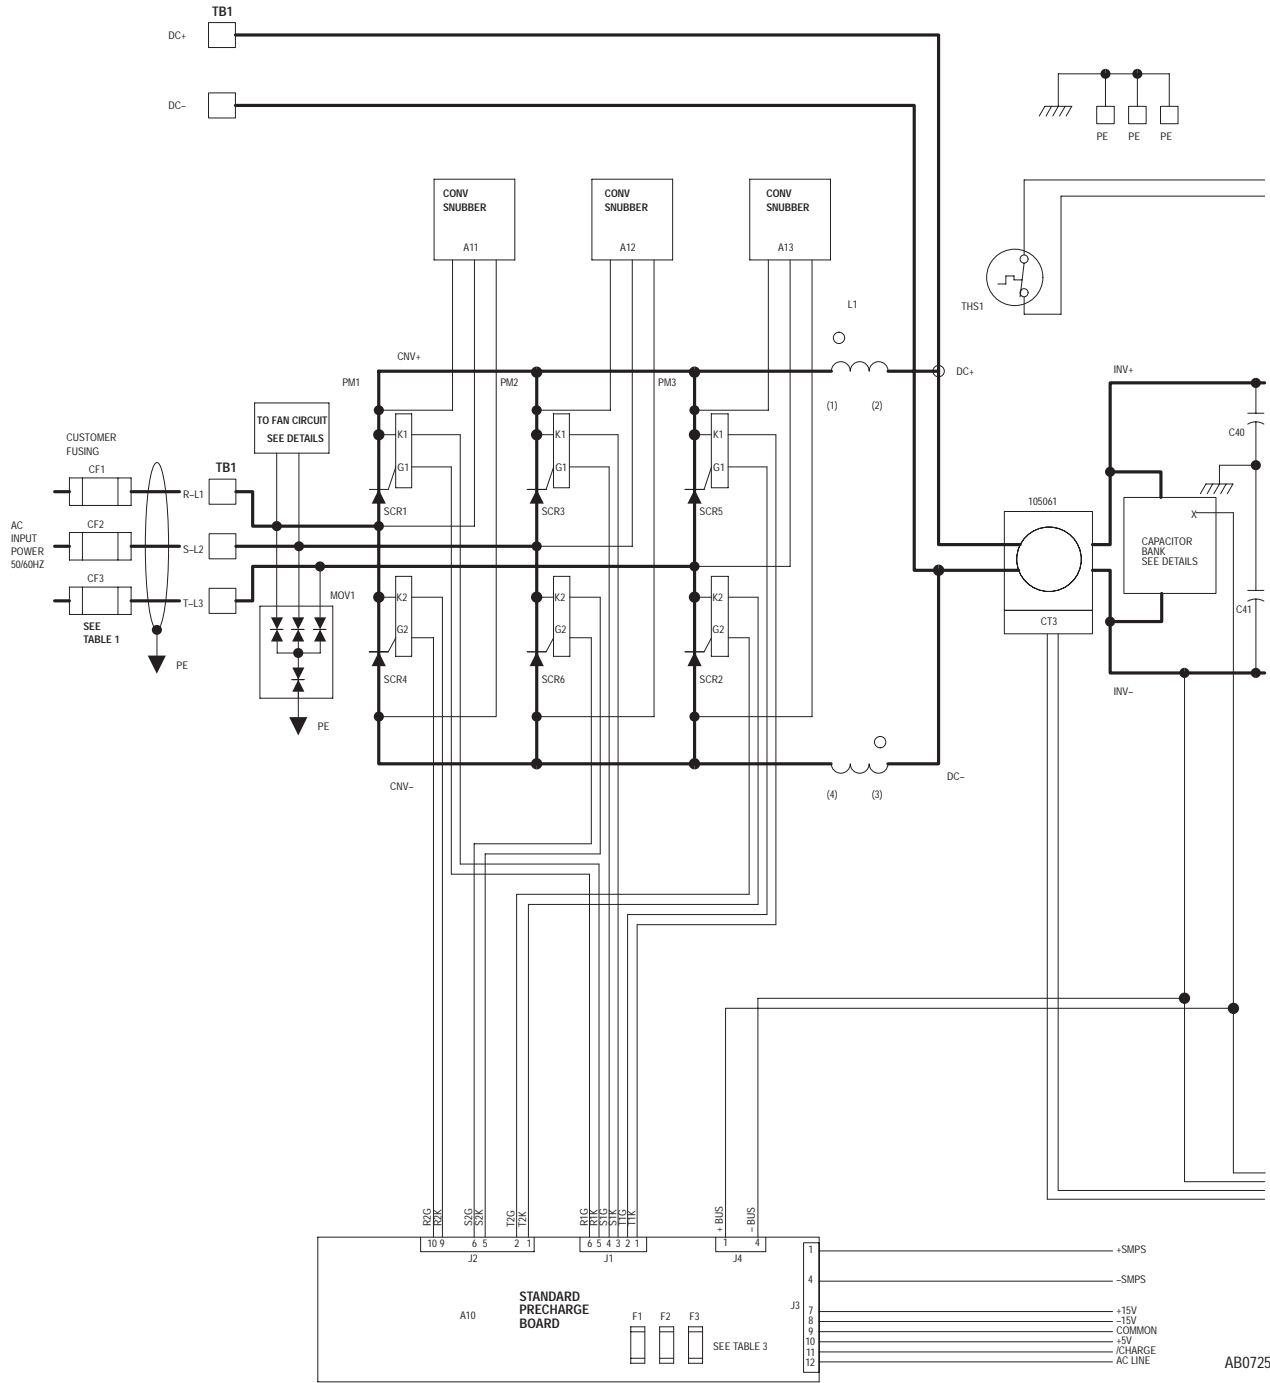 TB1
DC+
DC–
PE PE PE
CONV
SNUBBER
A11
CONV
SNUBBER
A12
CONV
SNUBBER
A13
THS1
L1
CNV+
PM1
PM2
PM3
DC+
INV+
(1) (2)
TO FAN CIRCUIT
SEE DETAILS
CUSTOMER
FUSING
CF1
TB1
R–L1
K1
G1
SCR1
K1
G1
SCR3
K1
G1
SCR5
C40
105061
AC
INPUT
POWER
50/60HZ
CF2
S–L2
X
CAPACITOR
BANK
SEE DETAILS
CF3
T–L3
MOV1
SEE
TABLE 1
PE
K2
G2
SCR4
K2
G2
SCR6
K2
G2
SCR2
CT3
C41
PE
INV–
CNV–
(4) (3)
DC–
R2G
R2K
S2G
S2K
T2G
T2K
R1G
R1K
S1G
S1K
T1G
T1K
+ BUS
– BUS
10 9 6 5 2 1
J2
6 5 4 3 2 1
J1
1 4
J4
1 +SMPS
4 –SMPS
J3
7 +15V
8 –15V
9 COMMON
10 +5V
11 /CHARGE
12 AC LINE
STANDARD
PRECHARGE
BOARD
A10
F1 F2 F3
SEE TABLE 3
AB0725